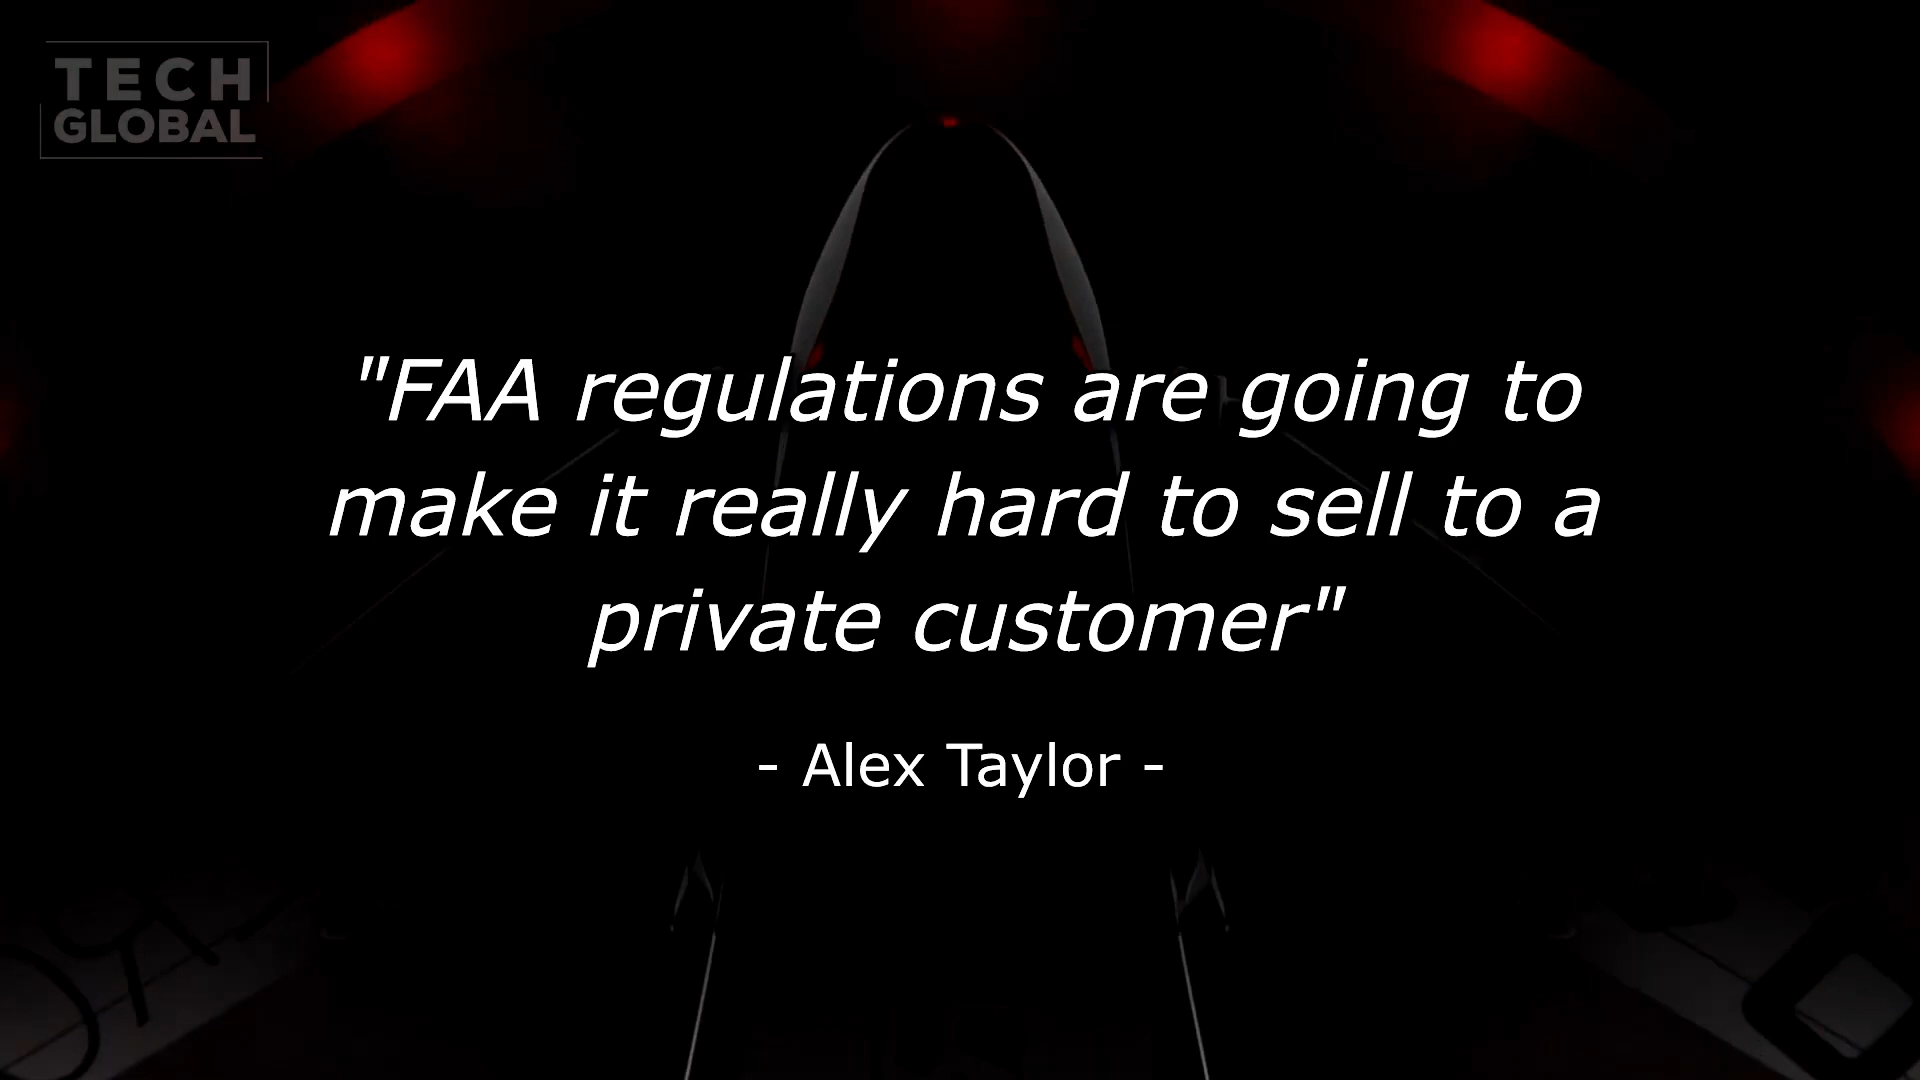 TECH
GLOBAL
"FAA regulations are going to
make it really hard to sell to a
private customer"
- Alex Taylor -